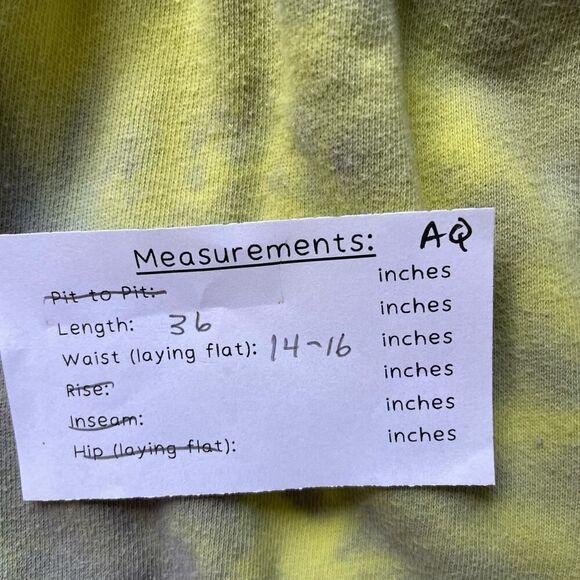 Measurements: AQ
Pit to Pit: inches
Length: 36 inches
Waist (laying flat): 14-16 inches
Rise: inches
Inseam: inches
Hip (laying flat): inches